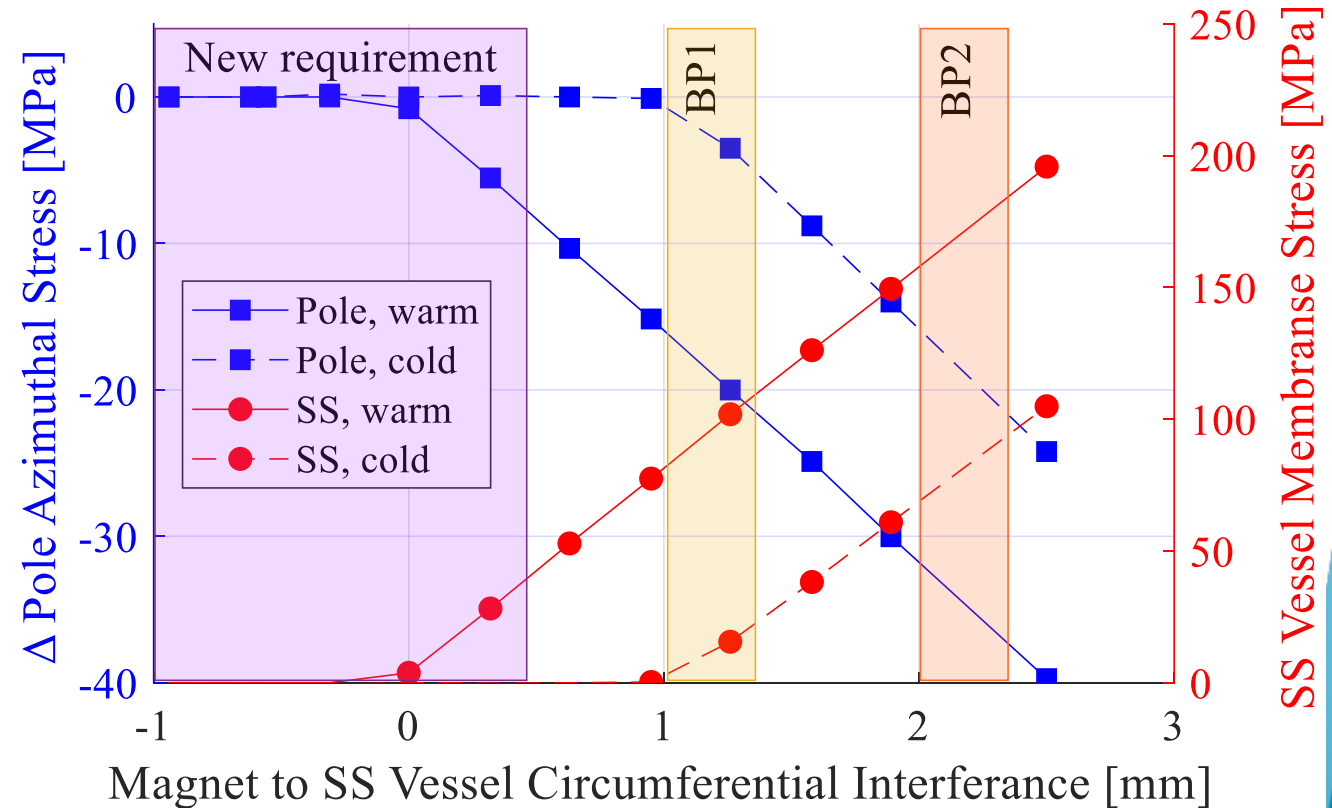 New requirement
BP1
BP2
Δ Pole Azimuthal Stress [MPa]
0
-10
-20
-30
-40
Pole, warm
Pole, cold
SS, warm
SS, cold
250
200
150
100
50
0
SS Vessel Membranse Stress [MPa]
-1 0 1 2 3
Magnet to SS Vessel Circumferential Interferance [mm]